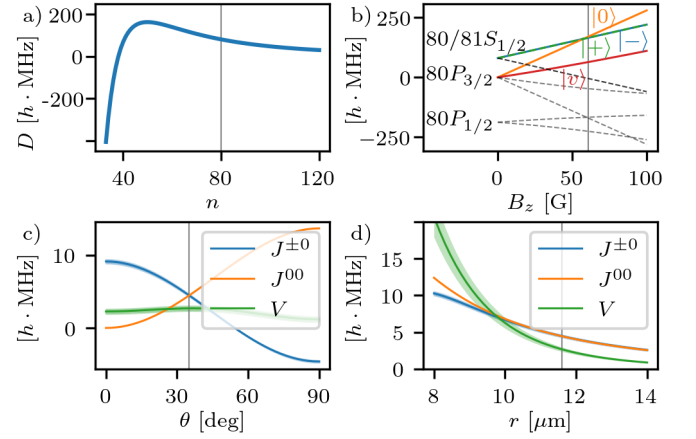 a)
D [h · MHz]
200
0
-200
40
80
120
n
b)
[h · MHz]
250
0
−250
80/81S1/2
80P3/2
80P1/2
|0⟩
|+⟩
|−⟩
|v⟩
0
50
100
Bz [G]
c)
[h · MHz]
10
0
J±0
J00
V
0
30
60
90
θ [deg]
d)
[h · MHz]
20
15
10
5
0
J±0
J00
V
8
10
12
14
r [μm]